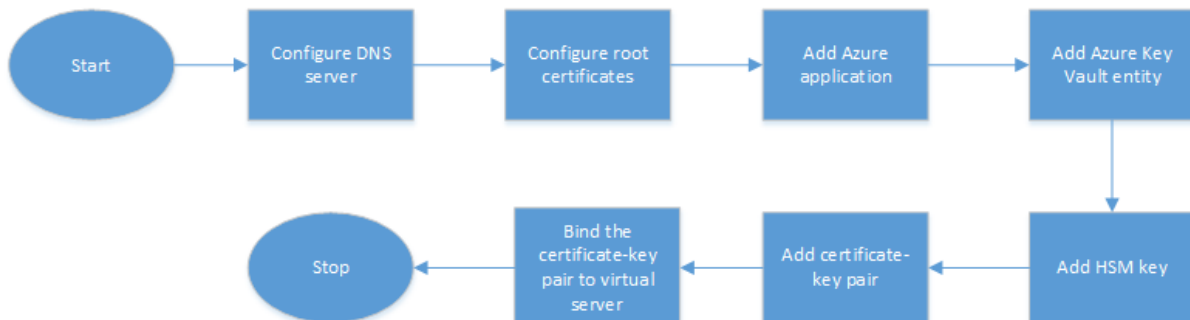 Start
Configure DNS
server
Configure root
certificates
Add Azure
application
Add Azure Key
Vault entity
Add HSM key
Add certificate-
key pair
Bind the
certificate-key
pair to virtual
server
Stop